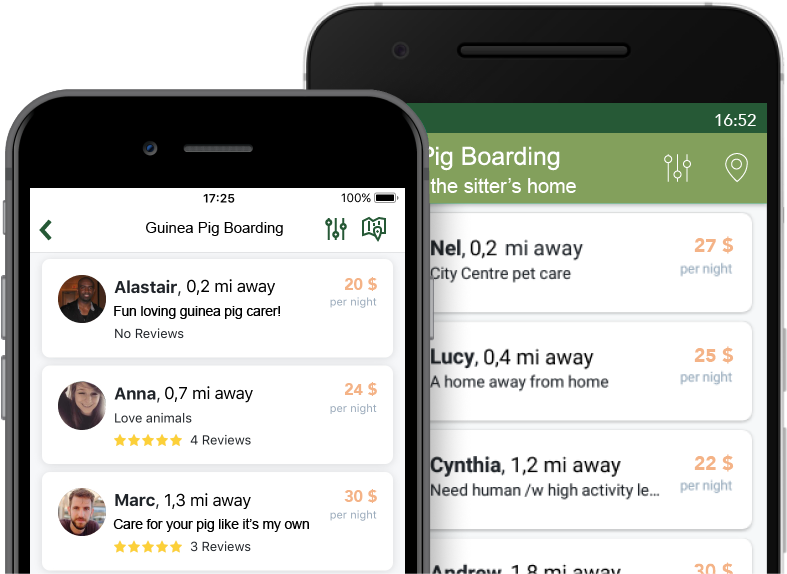 17:25
100%
Guinea Pig Boarding
Alastair, 0,2 mi away
20 $
Fun loving guinea pig carer!
per night
No Reviews
Anna, 0,7 mi away
24 $
Love animals
per night
4 Reviews
Marc, 1,3 mi away
30 $
Care for your pig like it's my own
per night
3 Reviews
16:52
Pig Boarding
the sitter's home
Nel, 0,2 mi away
27 $
City Centre pet care
per night
Lucy, 0,4 mi away
25 $
A home away from home
per night
Cynthia, 1,2 mi away
22 $
Need human /w high activity le...
per night
Andrew, 1,8 mi away
30 $